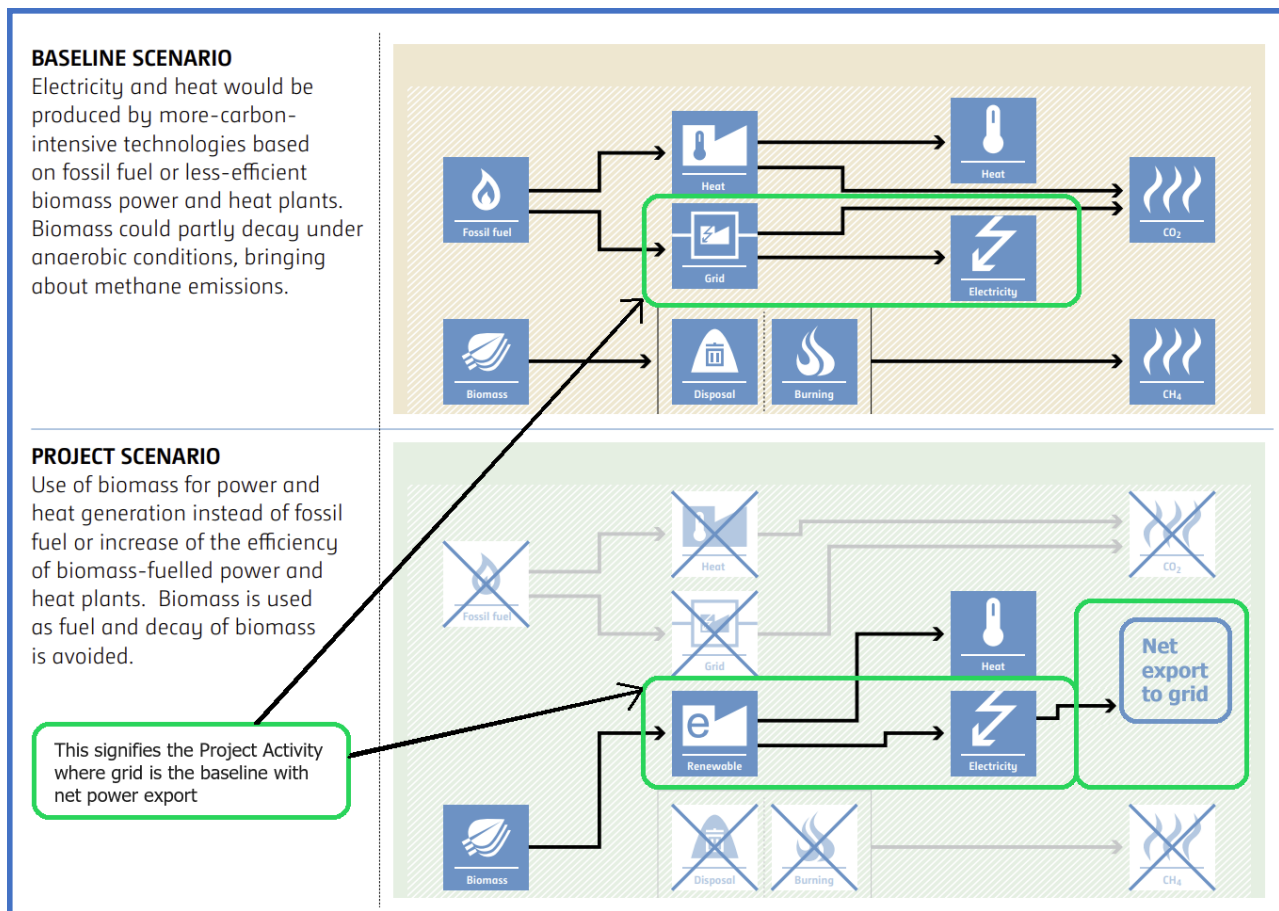 BASELINE SCENARIO
Electricity and heat would be
produced by more-carbon-
intensive technologies based
on fossil fuel or less-efficient
biomass power and heat plants.
Biomass could partly decay under
anaerobic conditions, bringing
about methane emissions.
Fossil fuel
Heat
Heat
CO₂
Grid
Electricity
Biomass
Disposal
Burning
CH₄
PROJECT SCENARIO
Use of biomass for power and
heat generation instead of fossil
fuel or increase of the efficiency
of biomass-fuelled power and
heat plants.  Biomass is used
as fuel and decay of biomass
is avoided.
This signifies the Project Activity
where grid is the baseline with
net power export
Fossil fuel
Heat
CO₂
Grid
Heat
Net
export
to grid
e
Renewable
Electricity
Biomass
Disposal
Burning
CH₄